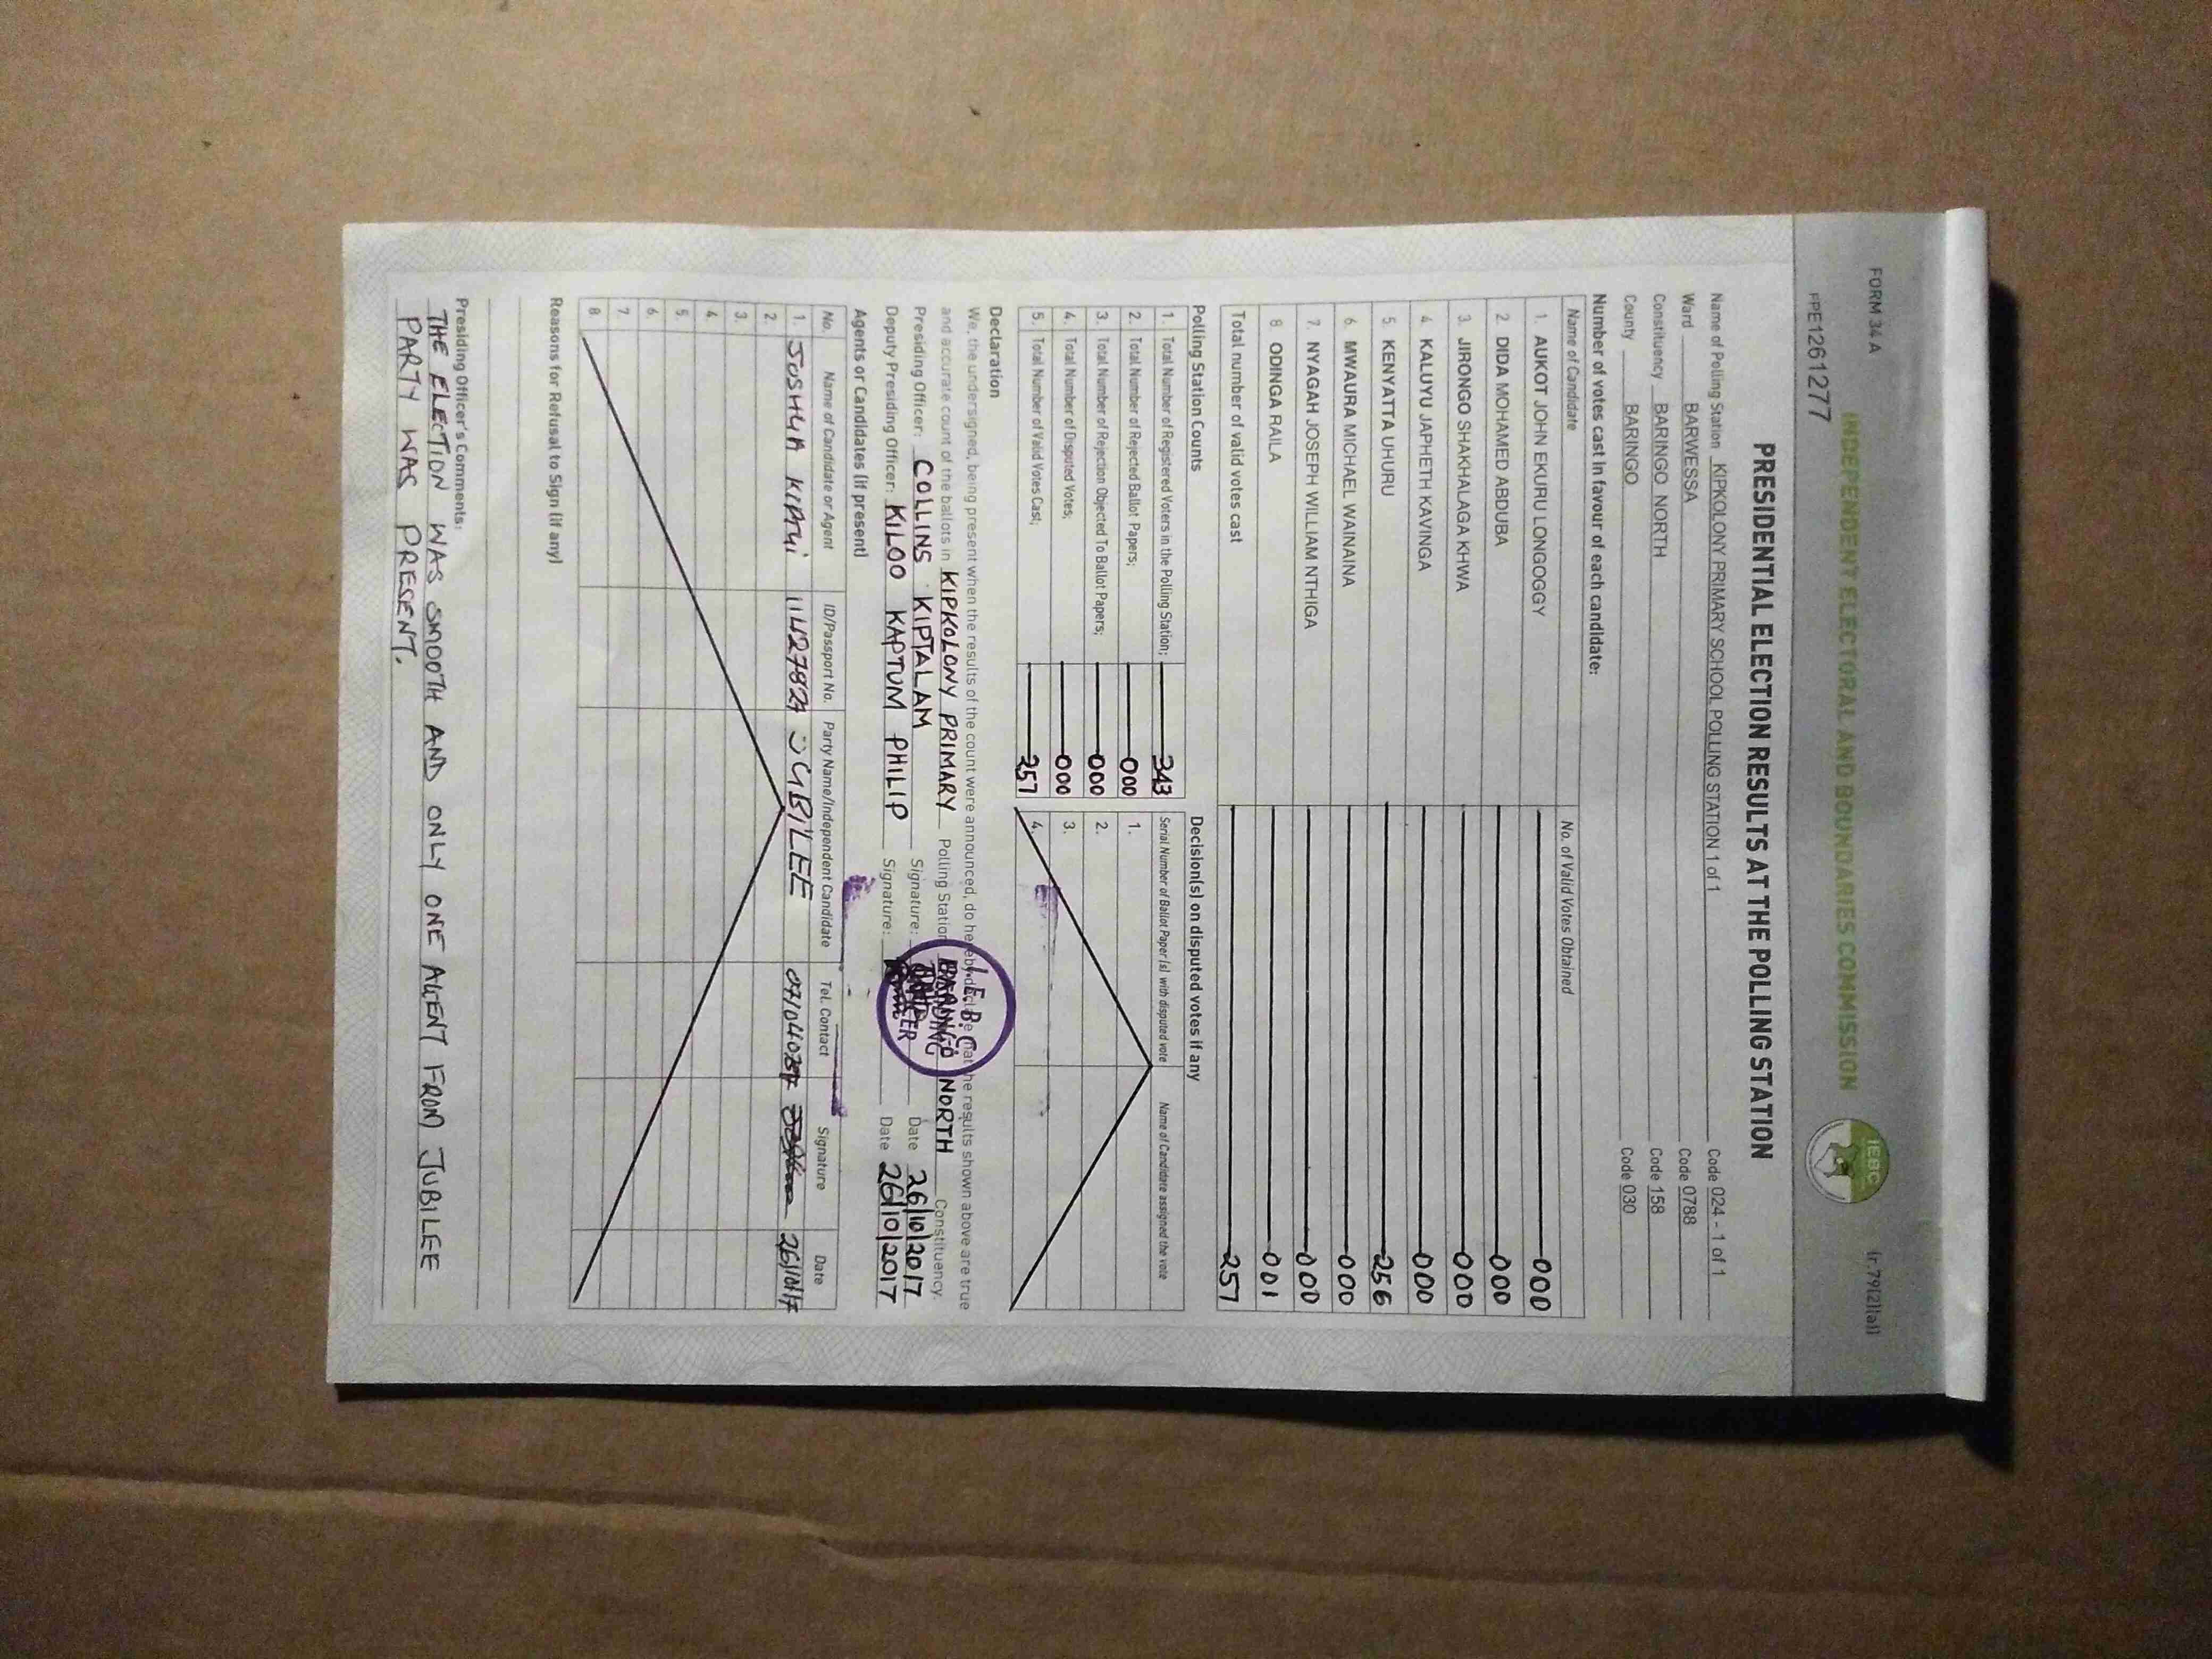 FORM 34 A
(r.79(2)(a))
FPE1261277
INDEPENDENT ELECTORAL AND BOUNDARIES COMMISSION
IEBC
PRESIDENTIAL ELECTION RESULTS AT THE POLLING STATION
Name of Polling Station KIPKOLONY PRIMARY SCHOOL POLLING STATION 1 of 1 Code 024 - 1 of 1
Ward BARWESSA Code 0788
Constituency BARINGO NORTH Code 158
County BARINGO Code 030
Number of votes cast in favour of each candidate:
Name of Candidate No. of Valid Votes Obtained
1. AUKOT JOHN EKURU LONGOGGY 000
2. DIDA MOHAMED ABDUBA 000
3. JIRONGO SHAKHALAGA KHWA 000
4. KALUYU JAPHETH KAVINGA 000
5. KENYATTA UHURU 256
6. MWAURA MICHAEL WAINAINA 000
7. NYAGAH JOSEPH WILLIAM NTHIGA 000
8. ODINGA RAILA 001
Total number of valid votes cast 257
Polling Station Counts
1. Total Number of Registered Voters in the Polling Station; 343
2. Total Number of Rejected Ballot Papers; 000
3. Total Number of Rejection Objected To Ballot Papers; 000
4. Total Number of Disputed Votes; 000
5. Total Number of Valid Votes Cast; 257
Decision(s) on disputed votes if any
Serial Number of Ballot Paper(s) with disputed vote Name of Candidate assigned the vote
1.
2.
3.
4.
Declaration
We, the undersigned, being present when the results of the count were announced, do hereby declare that the results shown above are true
and accurate count of the ballots in KIPKOLONY PRIMARY Polling Station BARINGO NORTH Constituency.
Presiding Officer: COLLINS KIPTALAM Signature: Date 26/10/2017
Deputy Presiding Officer: KILOO KAPTUM PHILIP Signature: Date 26/10/2017
I.E.B.C.
Agents or Candidates (if present)
No. Name of Candidate or Agent ID/Passport No. Party Name/Independent Candidate Tel. Contact Signature Date
1. JOSHUA KIPTUI JUBILEE 26/10/17
2.
3.
4.
5.
6.
7.
8.
Reasons for Refusal to Sign (if any)
Presiding Officer's Comments:
THE ELECTION WAS SMOOTH AND ONLY ONE AGENT FROM JUBILEE
PARTY WAS PRESENT.